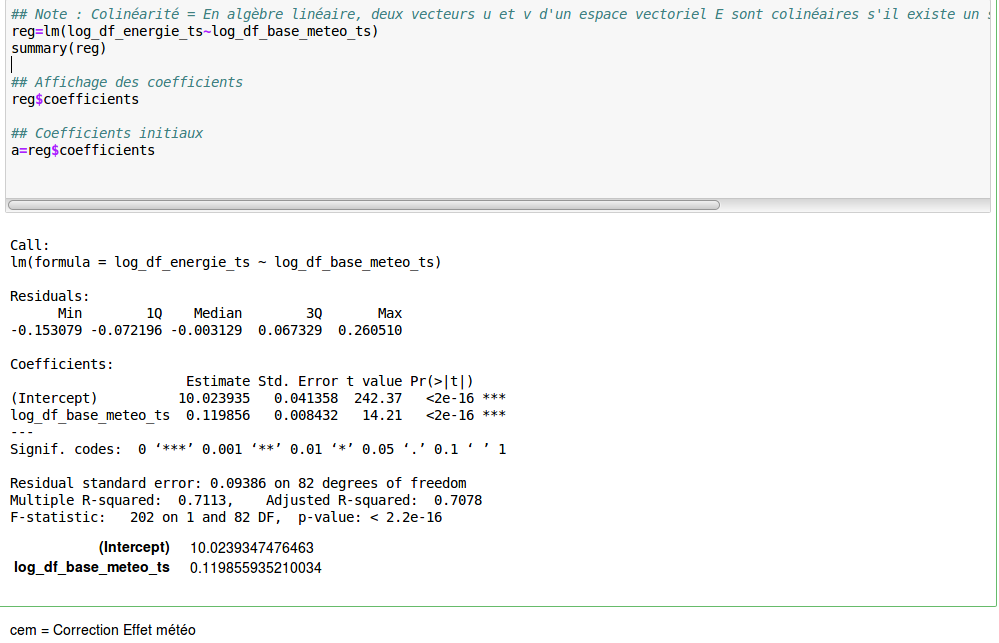 ## Note : Colinéarité = En algèbre linéaire, deux vecteurs u et v d'un espace vectoriel E sont colinéaires s'il existe un
reg=lm(log_df_energie_ts~log_df_base_meteo_ts)
summary(reg)
## Affichage des coefficients
reg$coefficients
## Coefficients initiaux
a=reg$coefficients
Call:
lm(formula = log_df_energie_ts ~ log_df_base_meteo_ts)
Residuals:
Min 1Q Median 3Q Max
-0.153079 -0.072196 -0.003129 0.067329 0.260510
Coefficients:
Estimate Std. Error t value Pr(>|t|)
(Intercept) 10.023935 0.041358 242.37 <2e-16 ***
log_df_base_meteo_ts 0.119856 0.008432 14.21 <2e-16 ***
---
Signif. codes: 0 ‘***’ 0.001 ‘**’ 0.01 ‘*’ 0.05 ‘.’ 0.1 ‘ ’ 1
Residual standard error: 0.09386 on 82 degrees of freedom
Multiple R-squared: 0.7113, Adjusted R-squared: 0.7078
F-statistic: 202 on 1 and 82 DF, p-value: < 2.2e-16
(Intercept) 10.0239347476463
log_df_base_meteo_ts 0.119855935210034
cem = Correction Effet météo